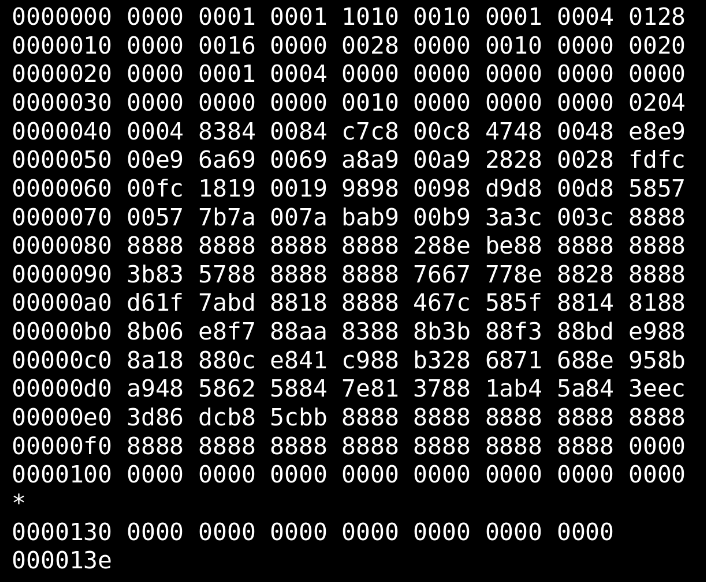 0000000 0000 0001 0001 1010 0010 0001 0004 0128
0000010 0000 0016 0000 0028 0000 0010 0000 0020
0000020 0000 0001 0004 0000 0000 0000 0000 0000
0000030 0000 0000 0000 0010 0000 0000 0000 0204
0000040 0004 8384 0084 c7c8 00c8 4748 0048 e8e9
0000050 00e9 6a69 0069 a8a9 00a9 2828 0028 fdfc
0000060 00fc 1819 0019 9898 0098 d9d8 00d8 5857
0000070 0057 7b7a 007a bab9 00b9 3a3c 003c 8888
0000080 8888 8888 8888 8888 288e be88 8888 8888
0000090 3b83 5788 8888 8888 7667 778e 8828 8888
00000a0 d61f 7abd 8818 8888 467c 585f 8814 8188
00000b0 8b06 e8f7 88aa 8388 8b3b 88f3 88bd e988
00000c0 8a18 880c e841 c988 b328 6871 688e 958b
00000d0 a948 5862 5884 7e81 3788 1ab4 5a84 3eec
00000e0 3d86 dcb8 5cbb 8888 8888 8888 8888 8888
00000f0 8888 8888 8888 8888 8888 8888 8888 0000
0000100 0000 0000 0000 0000 0000 0000 0000 0000
*
0000130 0000 0000 0000 0000 0000 0000 0000
000013e